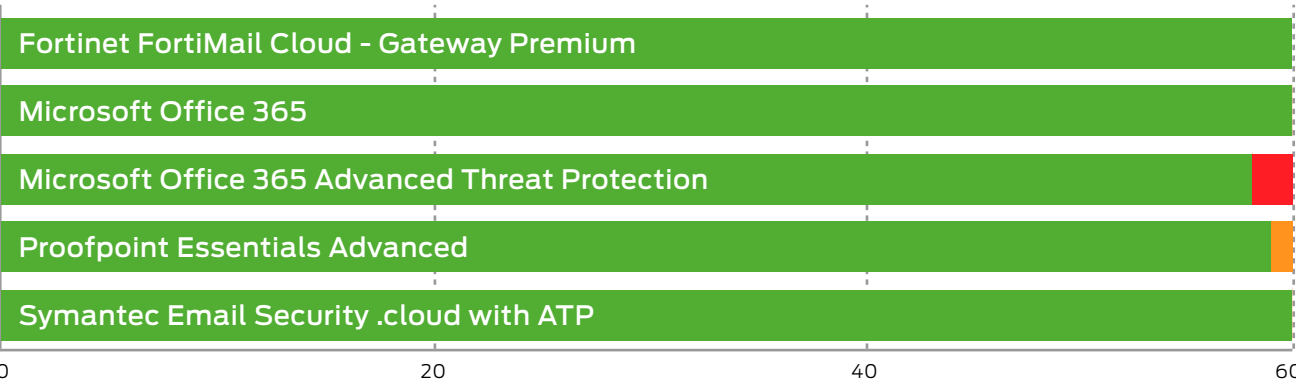 Fortinet FortiMail Cloud - Gateway Premium
Microsoft Office 365
Microsoft Office 365 Advanced Threat Protection
Proofpoint Essentials Advanced
Symantec Email Security .cloud with ATP
0 20 40 60